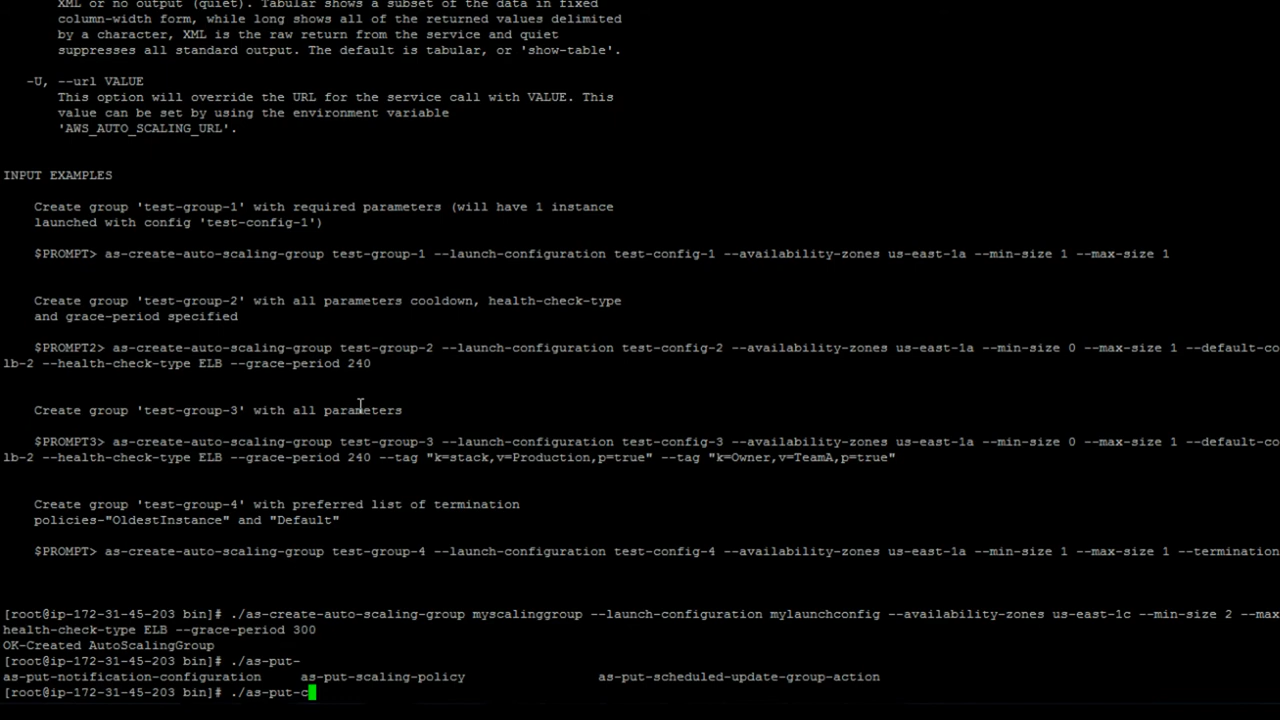 XML or no output (quiet). Tabular shows a subset of the data in fixed
column-width form, while long shows all of the returned values delimited
by a character, XML is the raw return from the service and quiet
suppresses all standard output. The default is tabular, or 'show-table'.
-U, --url VALUE
This option will override the URL for the service call with VALUE. This
value can be set by using the environment variable
'AWS_AUTO_SCALING_URL'.
INPUT EXAMPLES
Create group 'test-group-1' with required parameters (will have 1 instance
launched with config 'test-config-1')
$PROMPT> as-create-auto-scaling-group test-group-1 --launch-configuration test-config-1 --availability-zones us-east-1a --min-size 1 --max-size 1
Create group 'test-group-2' with all parameters cooldown, health-check-type
and grace-period specified
$PROMPT2> as-create-auto-scaling-group test-group-2 --launch-configuration test-config-2 --availability-zones us-east-1a --min-size 0 --max-size 1 --default-co
lb-2 --health-check-type ELB --grace-period 240
Create group 'test-group-3' with all parameters
$PROMPT3> as-create-auto-scaling-group test-group-3 --launch-configuration test-config-3 --availability-zones us-east-1a --min-size 0 --max-size 1 --default-co
lb-2 --health-check-type ELB --grace-period 240 --tag "k=stack,v=Production,p=true" --tag "k=Owner,v=TeamA,p=true"
Create group 'test-group-4' with preferred list of termination
policies-"OldestInstance" and "Default"
$PROMPT> as-create-auto-scaling-group test-group-4 --launch-configuration test-config-4 --availability-zones us-east-1a --min-size 1 --max-size 1 --termination
[root@ip-172-31-45-203 bin]# ./as-create-auto-scaling-group myscalinggroup --launch-configuration mylaunchconfig --availability-zones us-east-1c --min-size 2 --max
health-check-type ELB --grace-period 300
OK-Created AutoScalingGroup
[root@ip-172-31-45-203 bin]# ./as-put-
as-put-notification-configuration as-put-scaling-policy as-put-scheduled-update-group-action
[root@ip-172-31-45-203 bin]# ./as-put-c